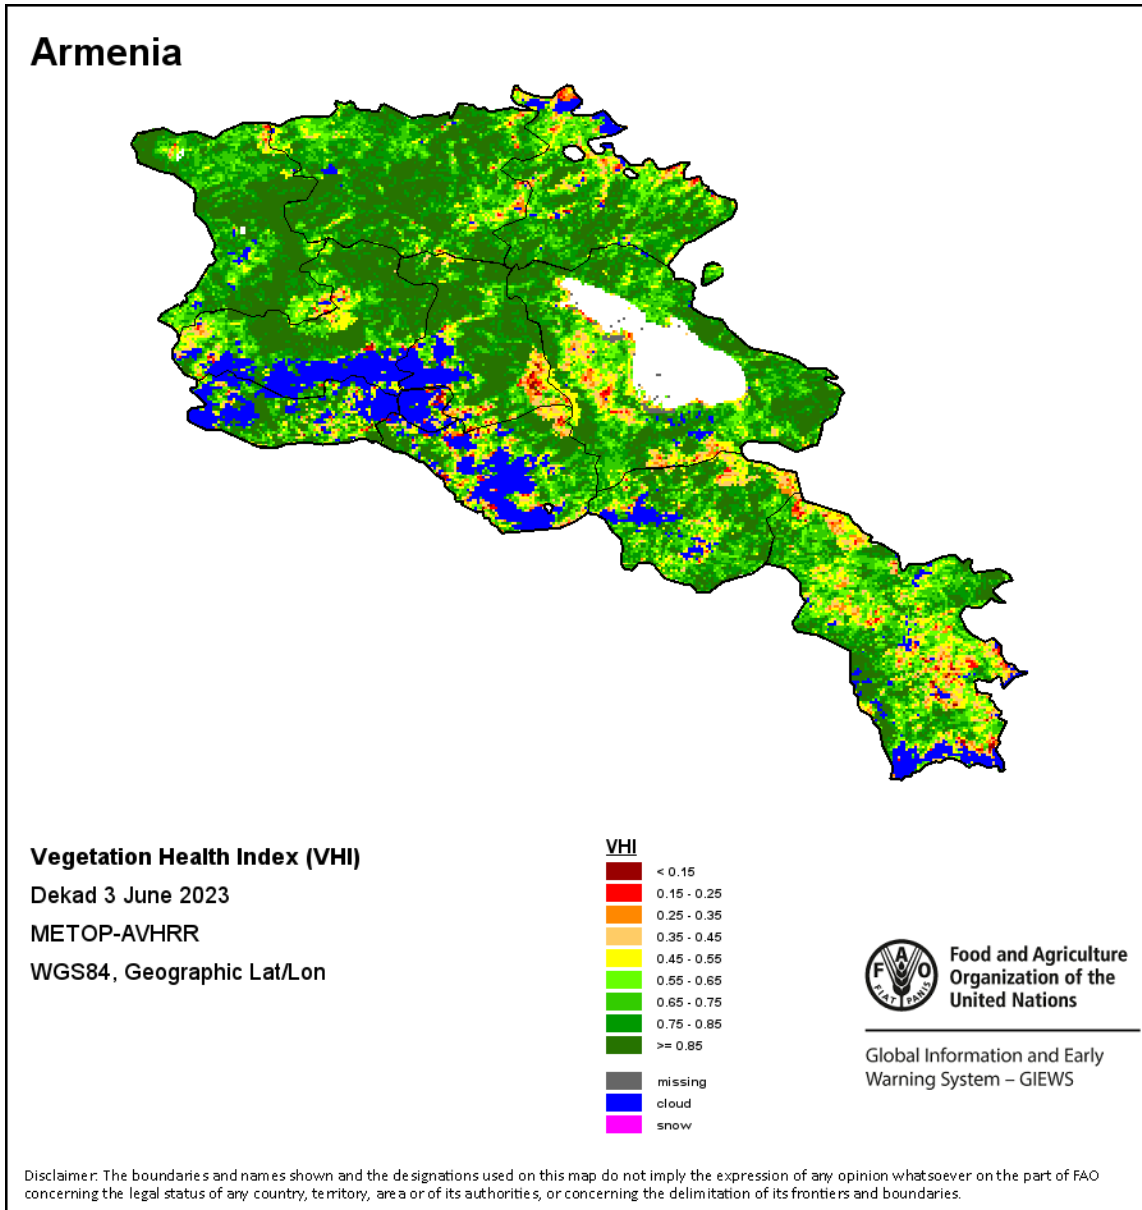 Armenia
Vegetation Health Index (VHI)
Dekad 3 June 2023
METOP-AVHRR
WGS84, Geographic Lat/Lon
VHI
< 0.15
0.15 - 0.25
0.25 - 0.35
0.35 - 0.45
0.45 - 0.55
0.55 - 0.65
0.65 - 0.75
0.75 - 0.85
>= 0.85
missing
cloud
snow
F A O
FIAT PANIS
Food and Agriculture
Organization of the
United Nations
Global Information and Early
Warning System – GIEWS
Disclaimer: The boundaries and names shown and the designations used on this map do not imply the expression of any opinion whatsoever on the part of FAO
concerning the legal status of any country, territory, area or of its authorities, or concerning the delimitation of its frontiers and boundaries.